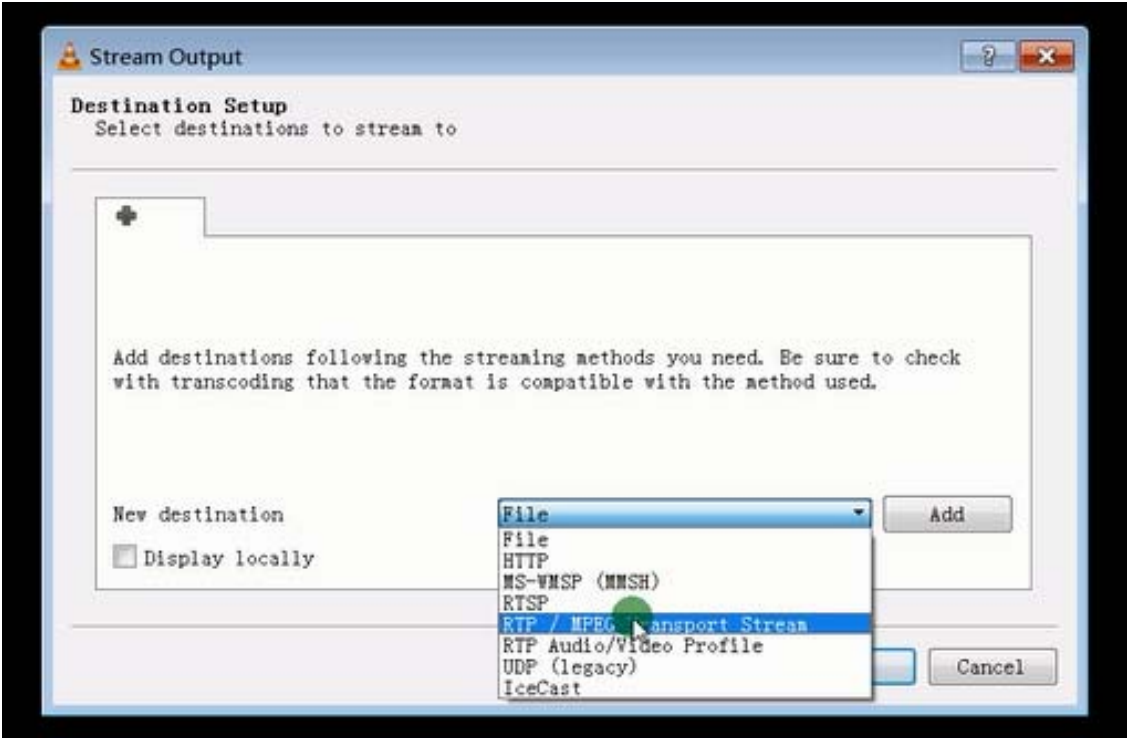 Stream Output
Destination Setup
Select destinations to stream to
Add destinations following the streaming methods you need. Be sure to check
with transcoding that the format is compatible with the method used.
New destination
File
Add
Display locally
File
HTTP
MS-WMSP (MMSH)
RTSP
RTP / MPEG Transport Stream
RTP Audio/Video Profile
UDP (legacy)
IceCast
Cancel